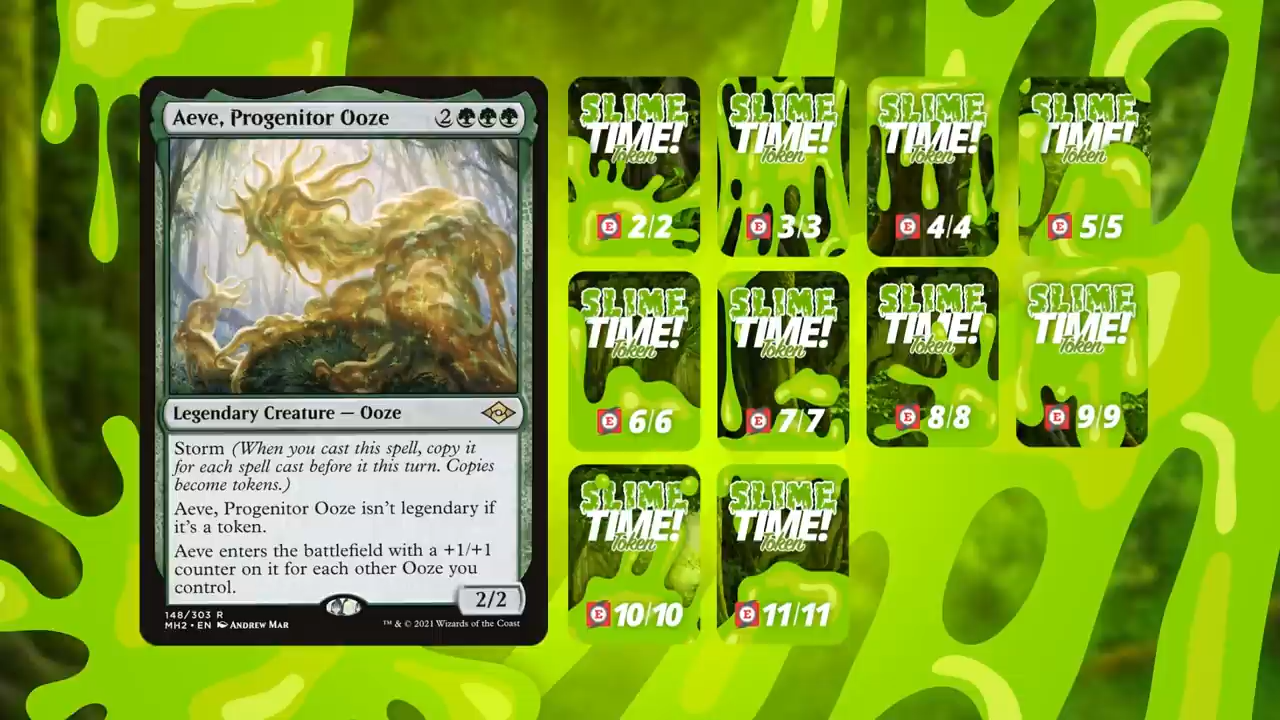 Aeve, Progenitor Ooze 2
Legendary Creature — Ooze
Storm (When you cast this spell, copy it
for each spell cast before it this turn. Copies
become tokens.)
Aeve, Progenitor Ooze isn't legendary if
it's a token.
Aeve enters the battlefield with a +1/+1
counter on it for each other Ooze you
control.
2/2
148/303 R
MH2 • EN ANDREW MAR
™ & © 2021 Wizards of the Coast
SLIME
TIME!
Token
E 2/2
SLIME
TIME!
Token
E 3/3
SLIME
TIME!
Token
E 4/4
SLIME
TIME!
Token
E 5/5
SLIME
TIME!
Token
E 6/6
SLIME
TIME!
Token
E 7/7
SLIME
TIME!
Token
E 8/8
SLIME
TIME!
Token
E 9/9
SLIME
TIME!
Token
E 10/10
SLIME
TIME!
Token
E 11/11